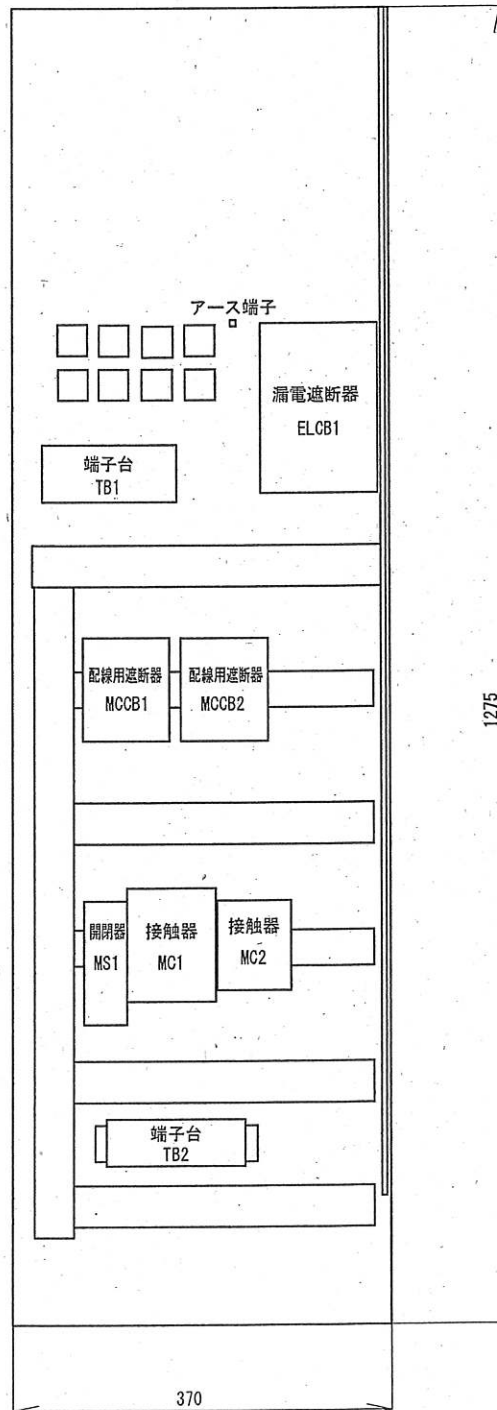 アース端子
漏電遮断器
ELCB1
端子台
TB1
配線用遮断器
MCCB1
配線用遮断器
MCCB2
1275
開閉器
MS1
接触器
MC1
接触器
MC2
端子台
TB2
370